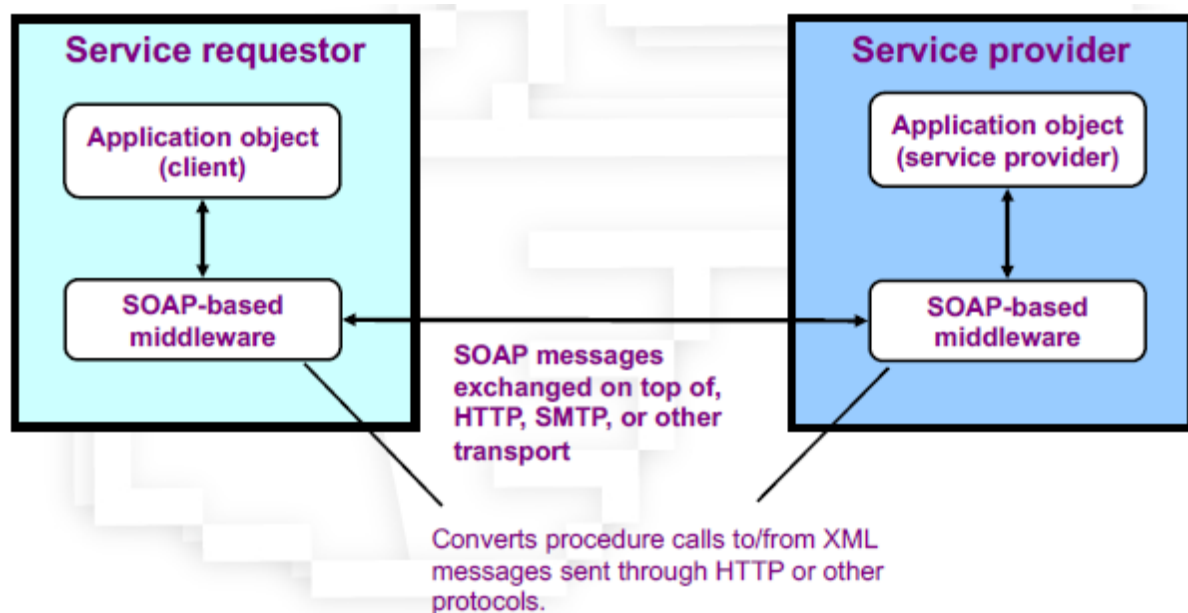 Service requestor
Application object
(client)
SOAP-based
middleware
Service provider
Application object
(service provider)
SOAP-based
middleware
SOAP messages
exchanged on top of,
HTTP, SMTP, or other
transport
Converts procedure calls to/from XML
messages sent through HTTP or other
protocols.